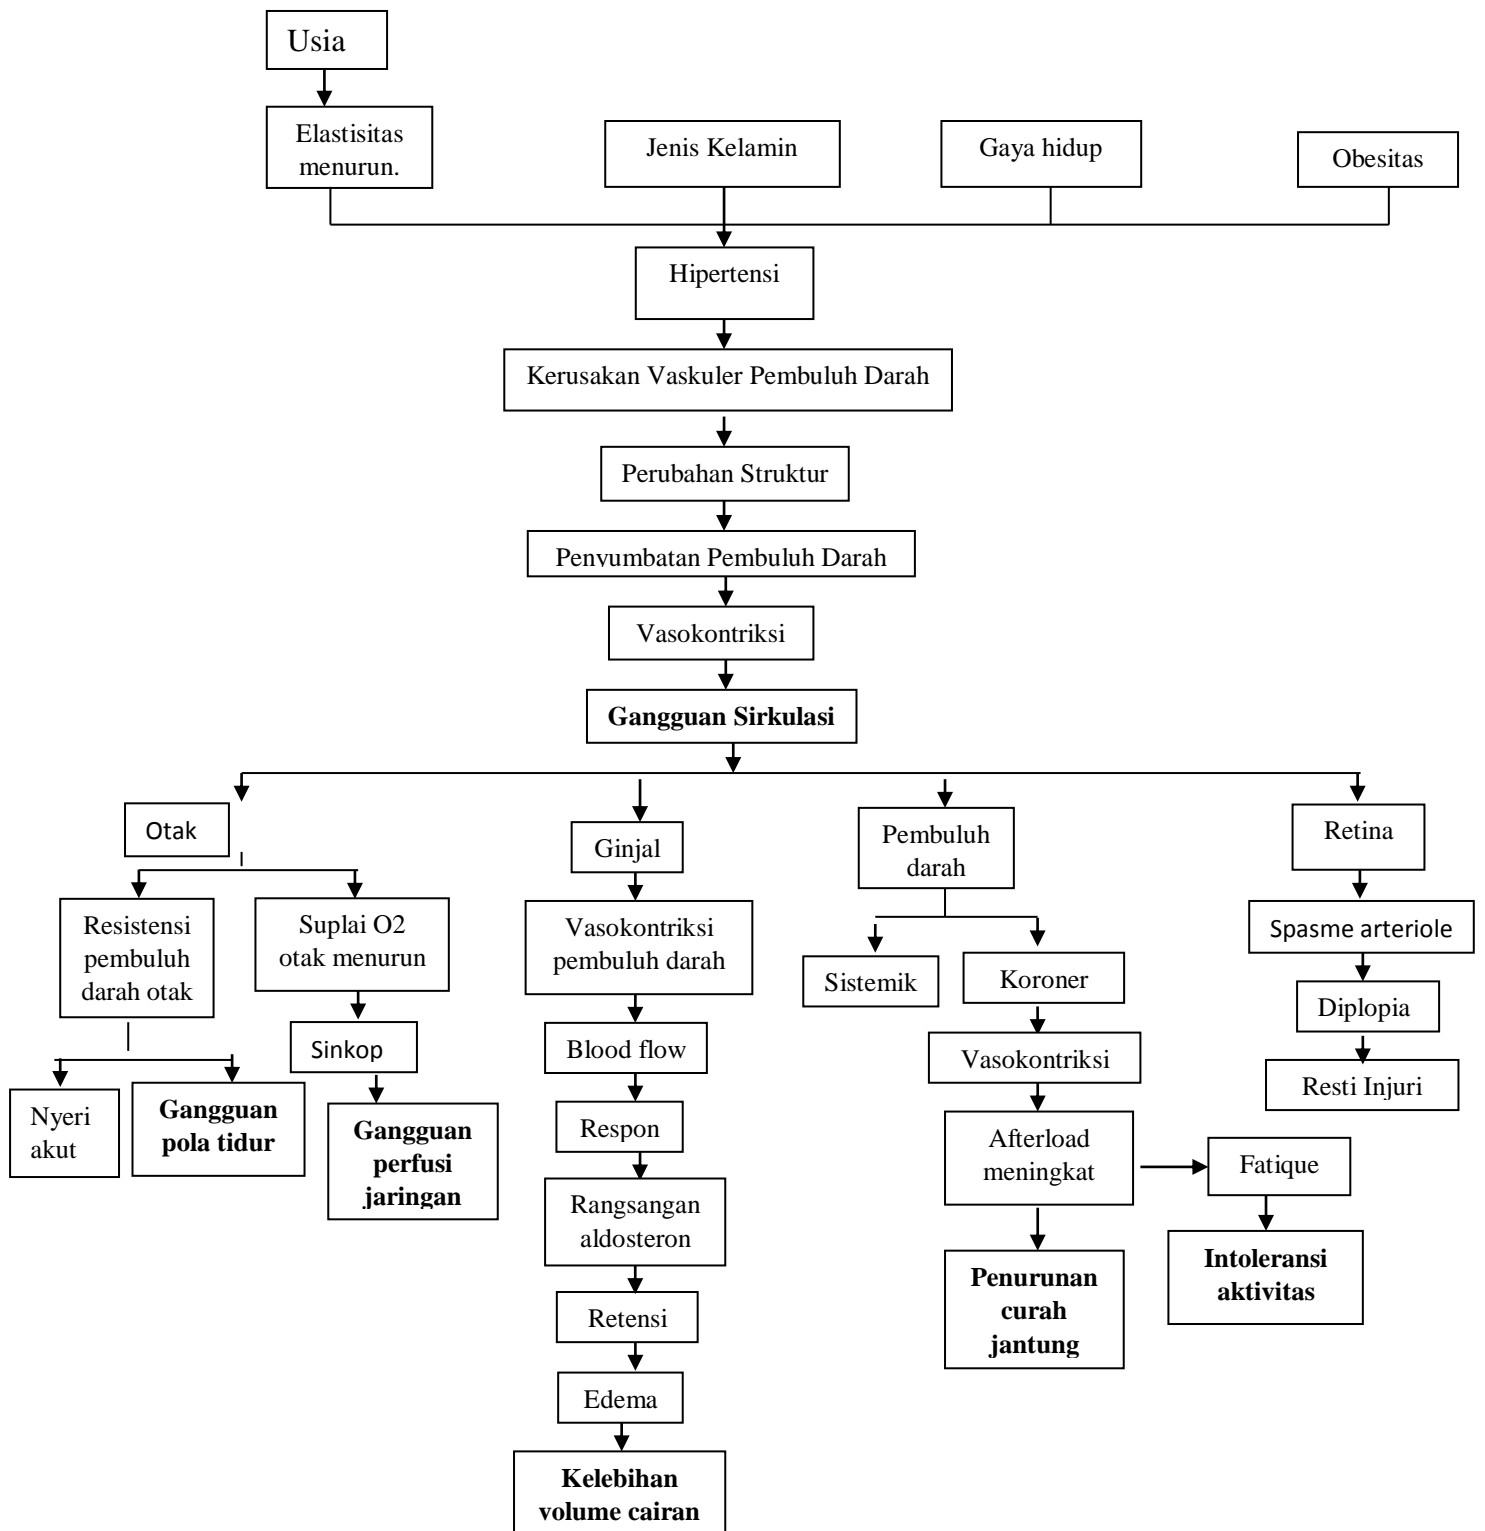 Usia
Elastisitas
menurun.
Jenis Kelamin
Gaya hidup
Obesitas
Hipertensi
Kerusakan Vaskuler Pembuluh Darah
Perubahan Struktur
Penyumbatan Pembuluh Darah
Vasokontriksi
Gangguan Sirkulasi
Otak
Ginjal
Pembuluh
darah
Retina
Resistensi
pembuluh
darah otak
Suplai O2
otak menurun
Vasokontriksi
pembuluh darah
Sistemik
Koroner
Spasme arteriole
Sinkop
Blood flow
Vasokontriksi
Diplopia
Nyeri
akut
Gangguan
pola tidur
Gangguan
perfusi
jaringan
Respon
Afterload
meningkat
Fatique
Resti Injuri
Rangsangan
aldosteron
Penurunan
curah
jantung
Intoleransi
aktivitas
Retensi
Edema
Kelebihan
volume cairan